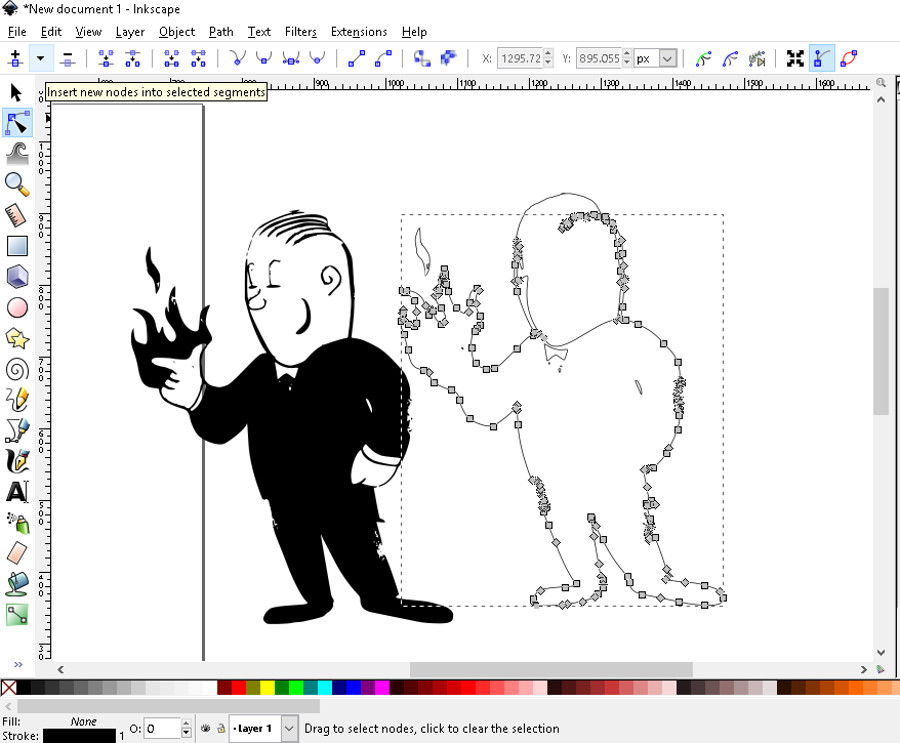 *New document 1 - Inkscape
File Edit View Layer Object Path Text Filters Extensions Help
X: 1295.72 Y: 895.055 px
Insert new nodes into selected segments
900 1000 1100 1200 1300 1400 1500 1600
Fill: None O: 0 Layer 1 Drag to select nodes, click to clear the selection
Stroke: 1